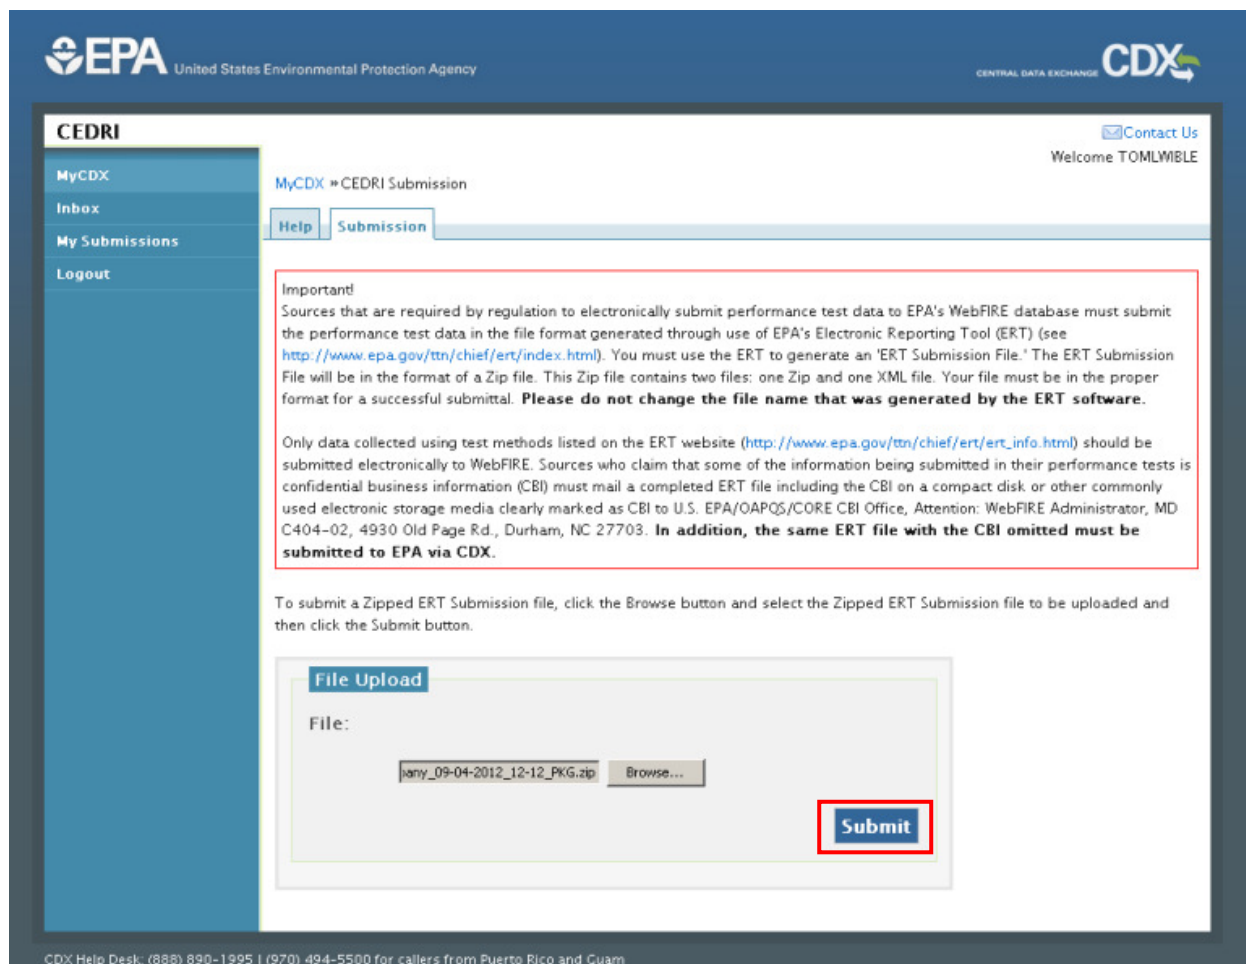 EPA United States Environmental Protection Agency
CENTRAL DATA EXCHANGE CDX
CEDRI
Contact Us
Welcome TOMLWIBLE
MyCDX
Inbox
My Submissions
Logout
MyCDX » CEDRI Submission
Help Submission
Important!
Sources that are required by regulation to electronically submit performance test data to EPA's WebFIRE database must submit
the performance test data in the file format generated through use of EPA's Electronic Reporting Tool (ERT) (see
http://www.epa.gov/ttn/chief/ert/index.html). You must use the ERT to generate an 'ERT Submission File.' The ERT Submission
File will be in the format of a Zip file. This Zip file contains two files: one Zip and one XML file. Your file must be in the proper
format for a successful submittal. Please do not change the file name that was generated by the ERT software.
Only data collected using test methods listed on the ERT website (http://www.epa.gov/ttn/chief/ert/ert_info.html) should be
submitted electronically to WebFIRE. Sources who claim that some of the information being submitted in their performance tests is
confidential business information (CBI) must mail a completed ERT file including the CBI on a compact disk or other commonly
used electronic storage media clearly marked as CBI to U.S. EPA/OAPQS/CORE CBI Office, Attention: WebFIRE Administrator, MD
C404-02, 4930 Old Page Rd., Durham, NC 27703. In addition, the same ERT file with the CBI omitted must be
submitted to EPA via CDX.
To submit a Zipped ERT Submission file, click the Browse button and select the Zipped ERT Submission file to be uploaded and
then click the Submit button.
File Upload
File:
pany_09-04-2012_12-12_PKG.zip Browse...
Submit
CDX Help Desk: (888) 890-1995 | (970) 494-5500 for callers from Puerto Rico and Guam